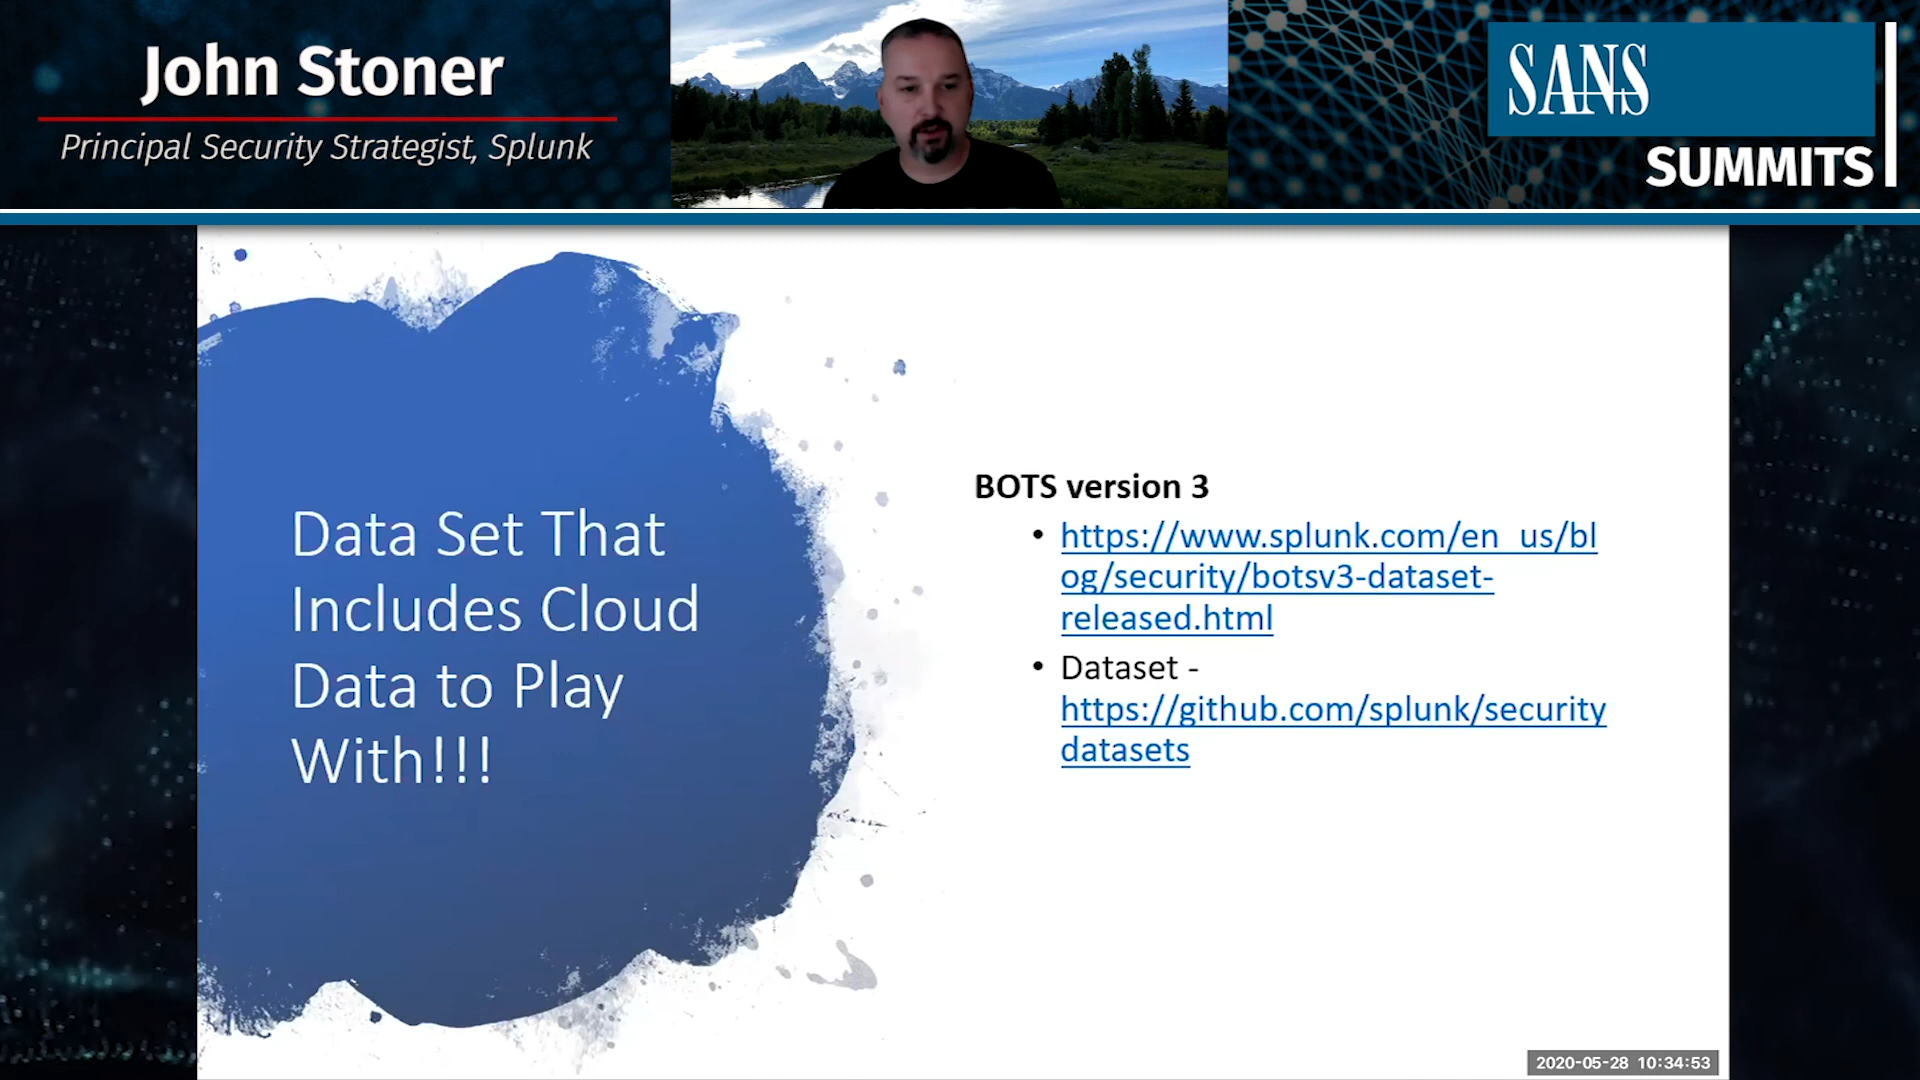 John Stoner
Principal Security Strategist, Splunk
SANS
SUMMITS
Data Set That
Includes Cloud
Data to Play
With!!!
BOTS version 3
• https://www.splunk.com/en_us/bl
og/security/botsv3-dataset-
released.html
• Dataset -
https://github.com/splunk/security
datasets
2020-05-28 10:34:53